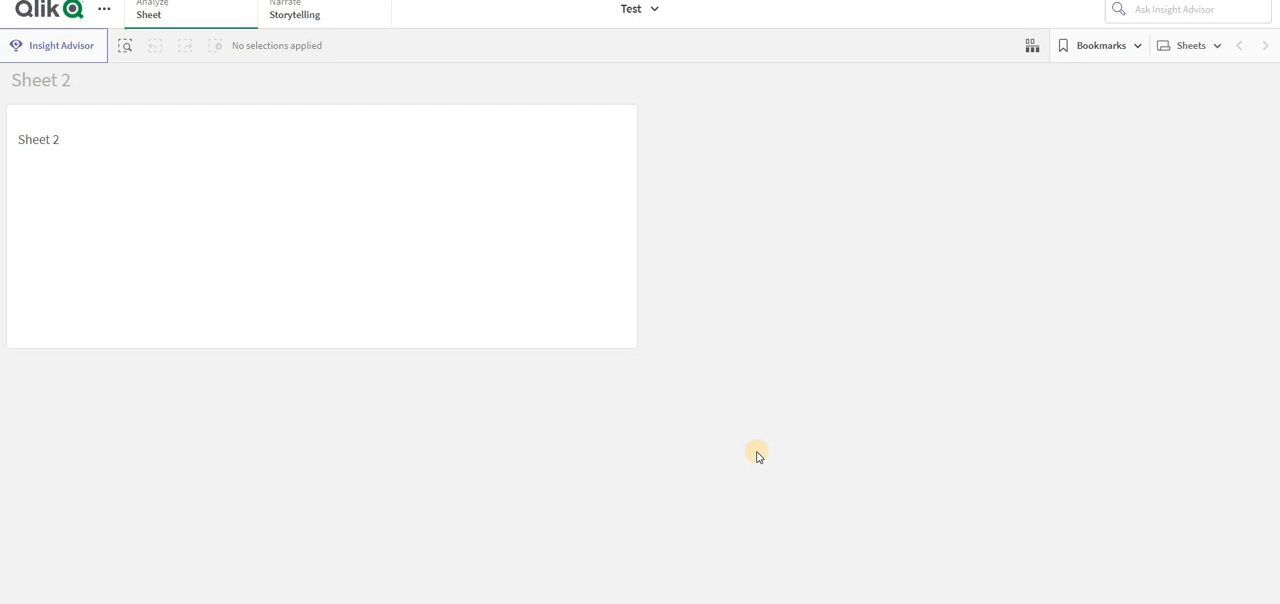 Qlik
Analyze
Sheet
Narrate
Storytelling
Test
Ask Insight Advisor
Insight Advisor
No selections applied
Bookmarks
Sheets
Sheet 2
Sheet 2